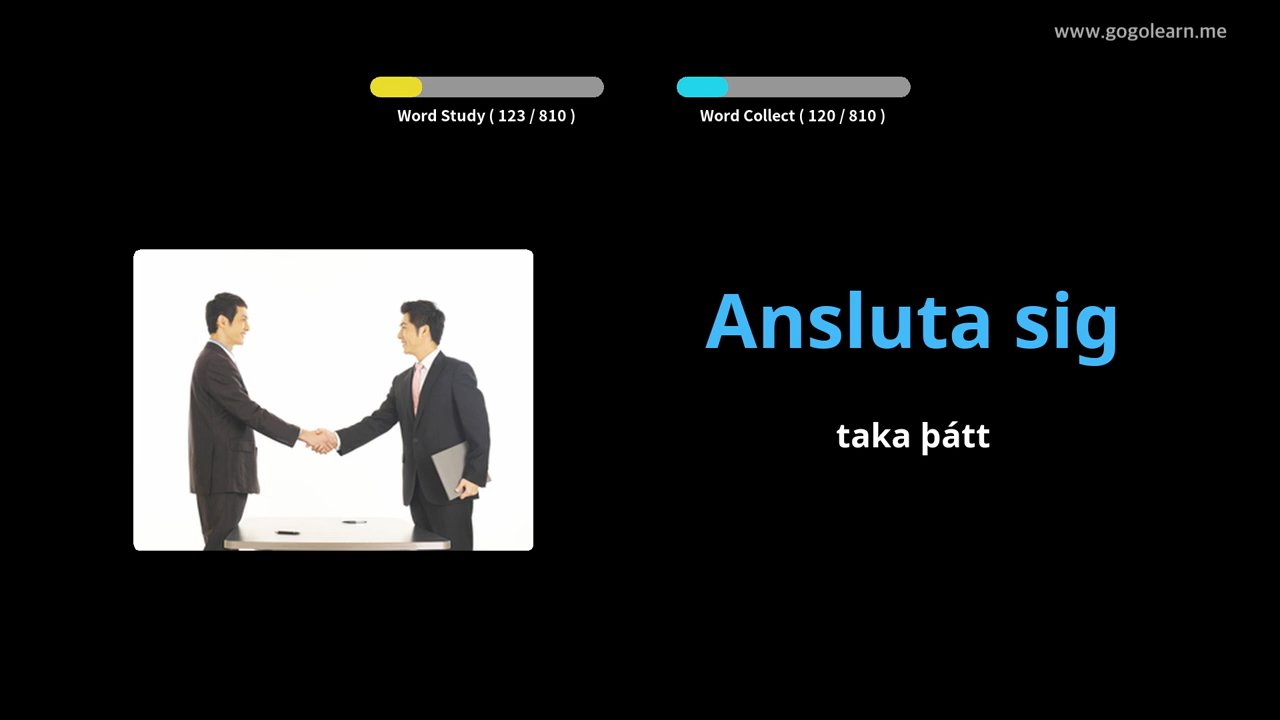 www.gogolearn.me
Word Study ( 123 / 810 )
Word Collect ( 120 / 810 )
Ansluta sig
taka þátt